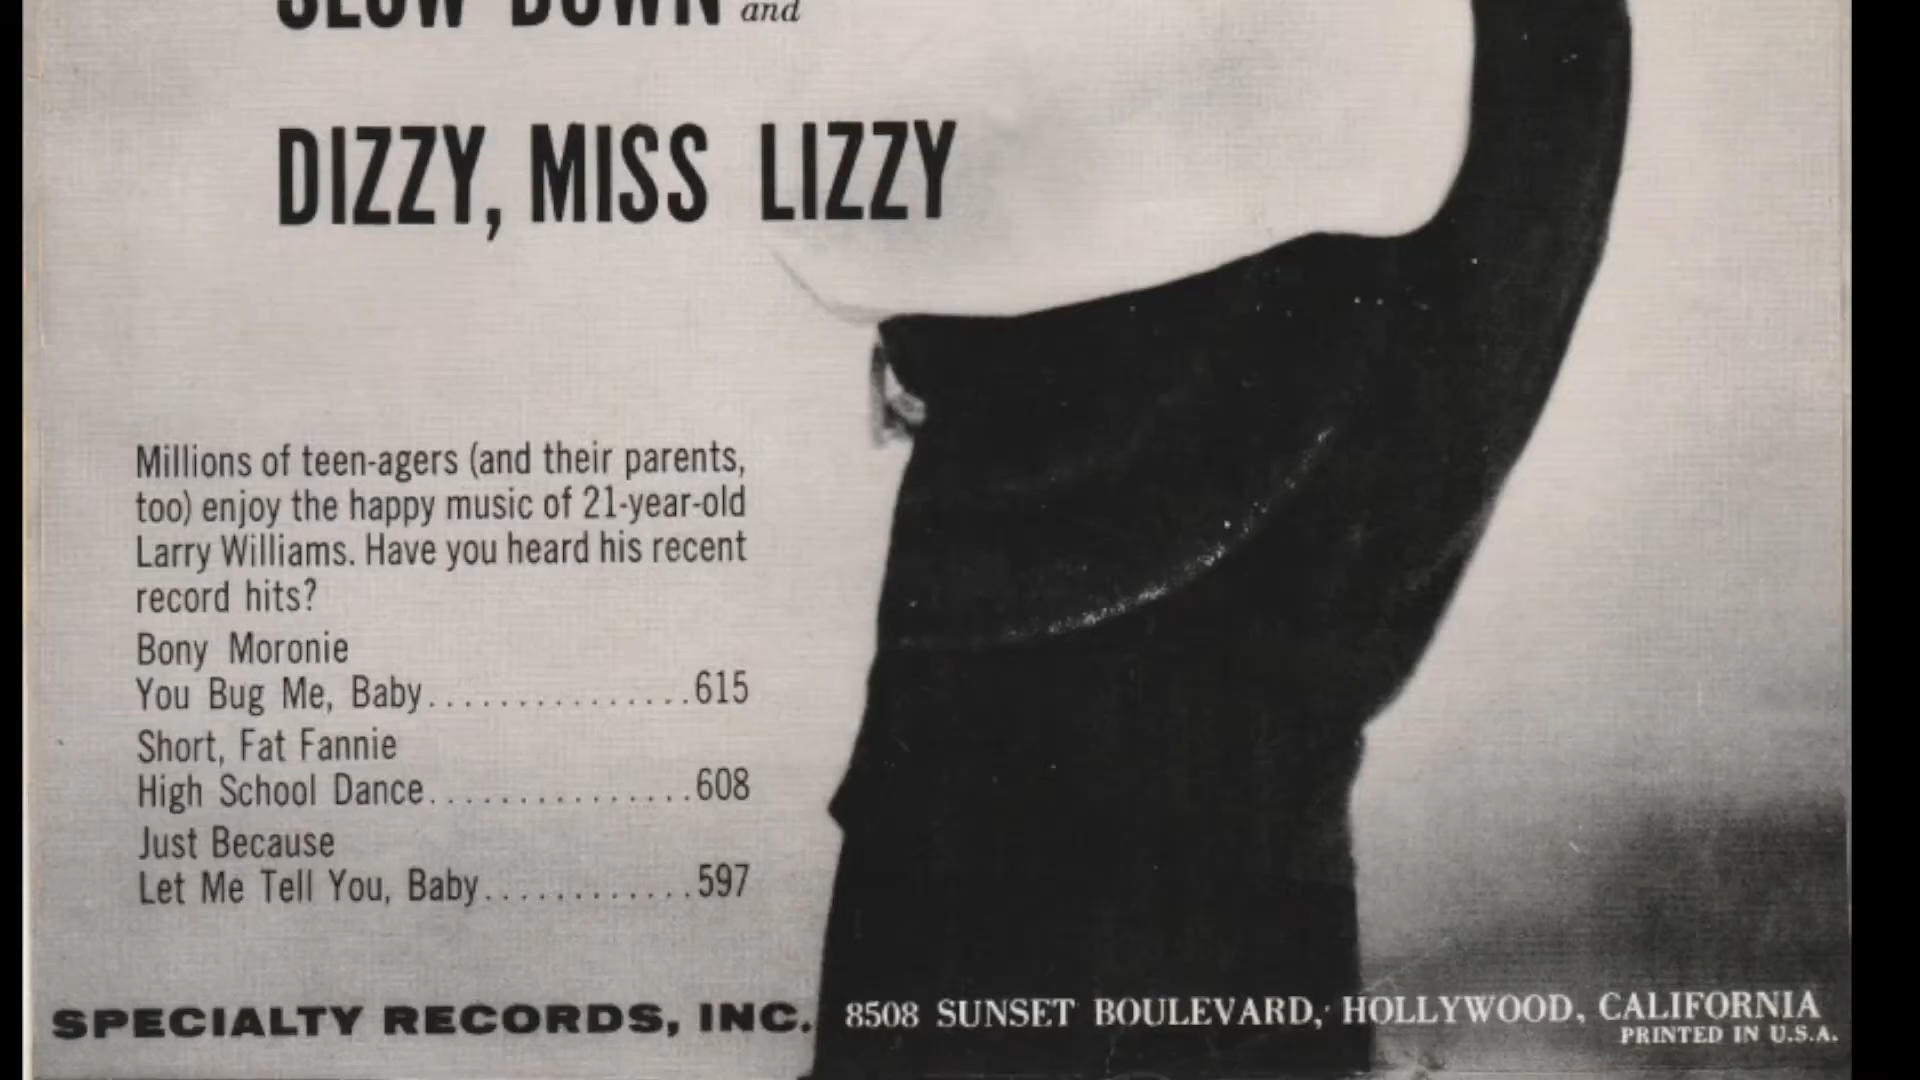 SLOW DOWN and
DIZZY, MISS LIZZY
Millions of teen-agers (and their parents,
too) enjoy the happy music of 21-year-old
Larry Williams. Have you heard his recent
record hits?
Bony Moronie
You Bug Me, Baby...............615
Short, Fat Fannie
High School Dance...............608
Just Because
Let Me Tell You, Baby............597
SPECIALTY RECORDS, INC. 8508 SUNSET BOULEVARD, HOLLYWOOD, CALIFORNIA
PRINTED IN U.S.A.